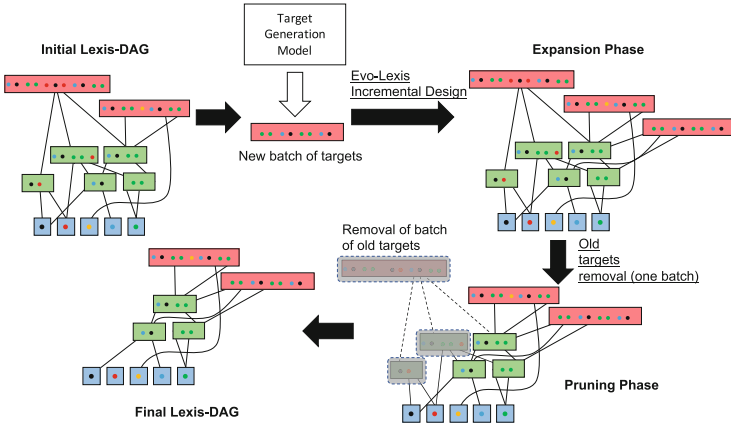 Target
Generation
Model
Initial Lexis-DAG
Evo-Lexis
Incremental Design
Expansion Phase
New batch of targets
Removal of batch
of old targets
Old
targets
removal (one batch)
Final Lexis-DAG
Pruning Phase